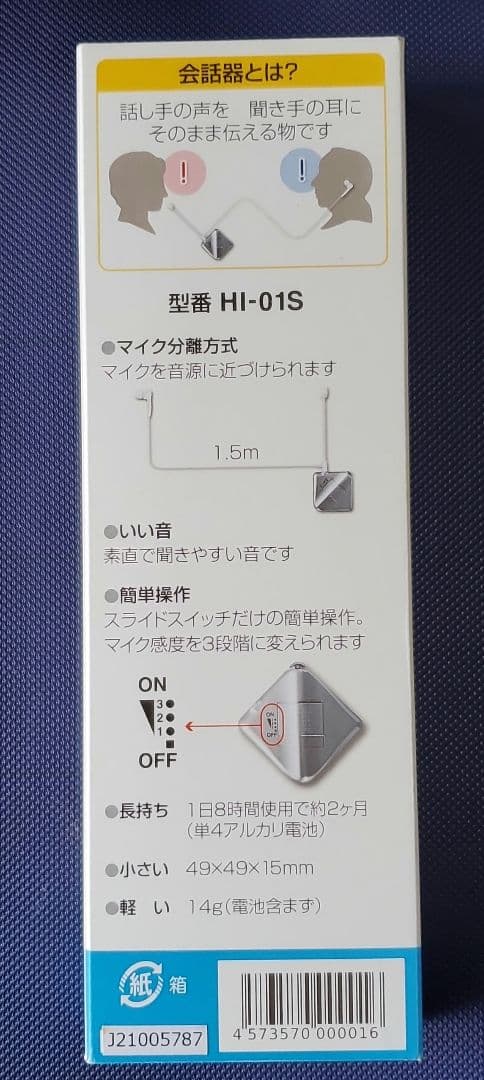 会話器とは?
話し手の声を 聞き手の耳に
そのまま伝える物です
!
!
型番 HI-01S
●マイク分離方式
マイクを音源に近づけられます
1.5m
●いい音
素直で聞きやすい音です
●簡単操作
スライドスイッチだけの簡単操作。
マイク感度を3段階に変えられます
ON
3●
2●
1●
■
OFF
ON
OFF
●長持ち 1日8時間使用で約2ヶ月
(単4アルカリ電池)
●小さい 49×49×15mm
●軽 い 14g(電池含まず)
紙 箱
J21005787
4 573570 000016